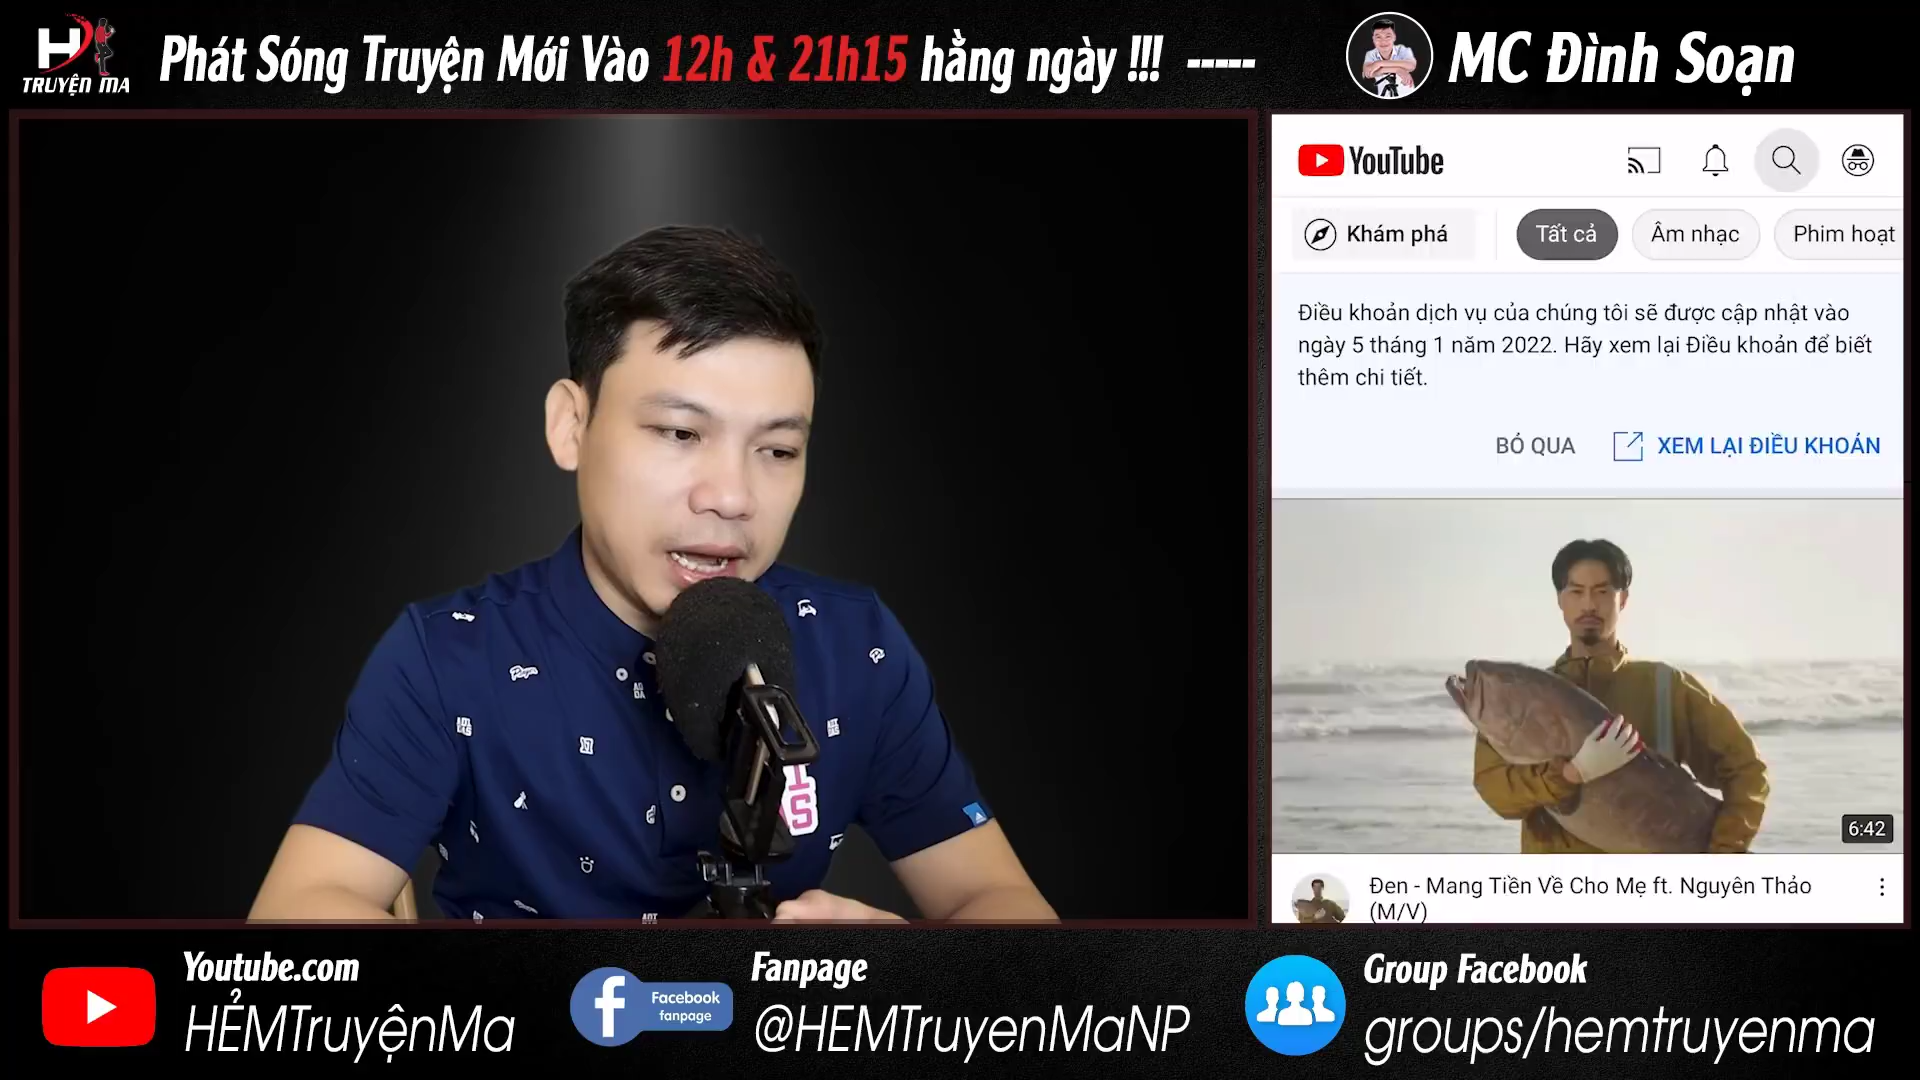 H
TRUYỆN MA
Phát Sóng Truyện Mới Vào 12h & 21h15 hằng ngày !!! -----
MC Đình Soạn
YouTube
Khám phá
Tất cả
Âm nhạc
Phim hoạt
Điều khoản dịch vụ của chúng tôi sẽ được cập nhật vào
ngày 5 tháng 1 năm 2022. Hãy xem lại Điều khoản để biết
thêm chi tiết.
BỎ QUA
XEM LẠI ĐIỀU KHOẢN
6:42
Đen - Mang Tiền Về Cho Mẹ ft. Nguyên Thảo
(M/V)
Youtube.com
HẺMTruyệnMa
Facebook
fanpage
Fanpage
@HEMTruyenMaNP
Group Facebook
groups/hemtruyenma